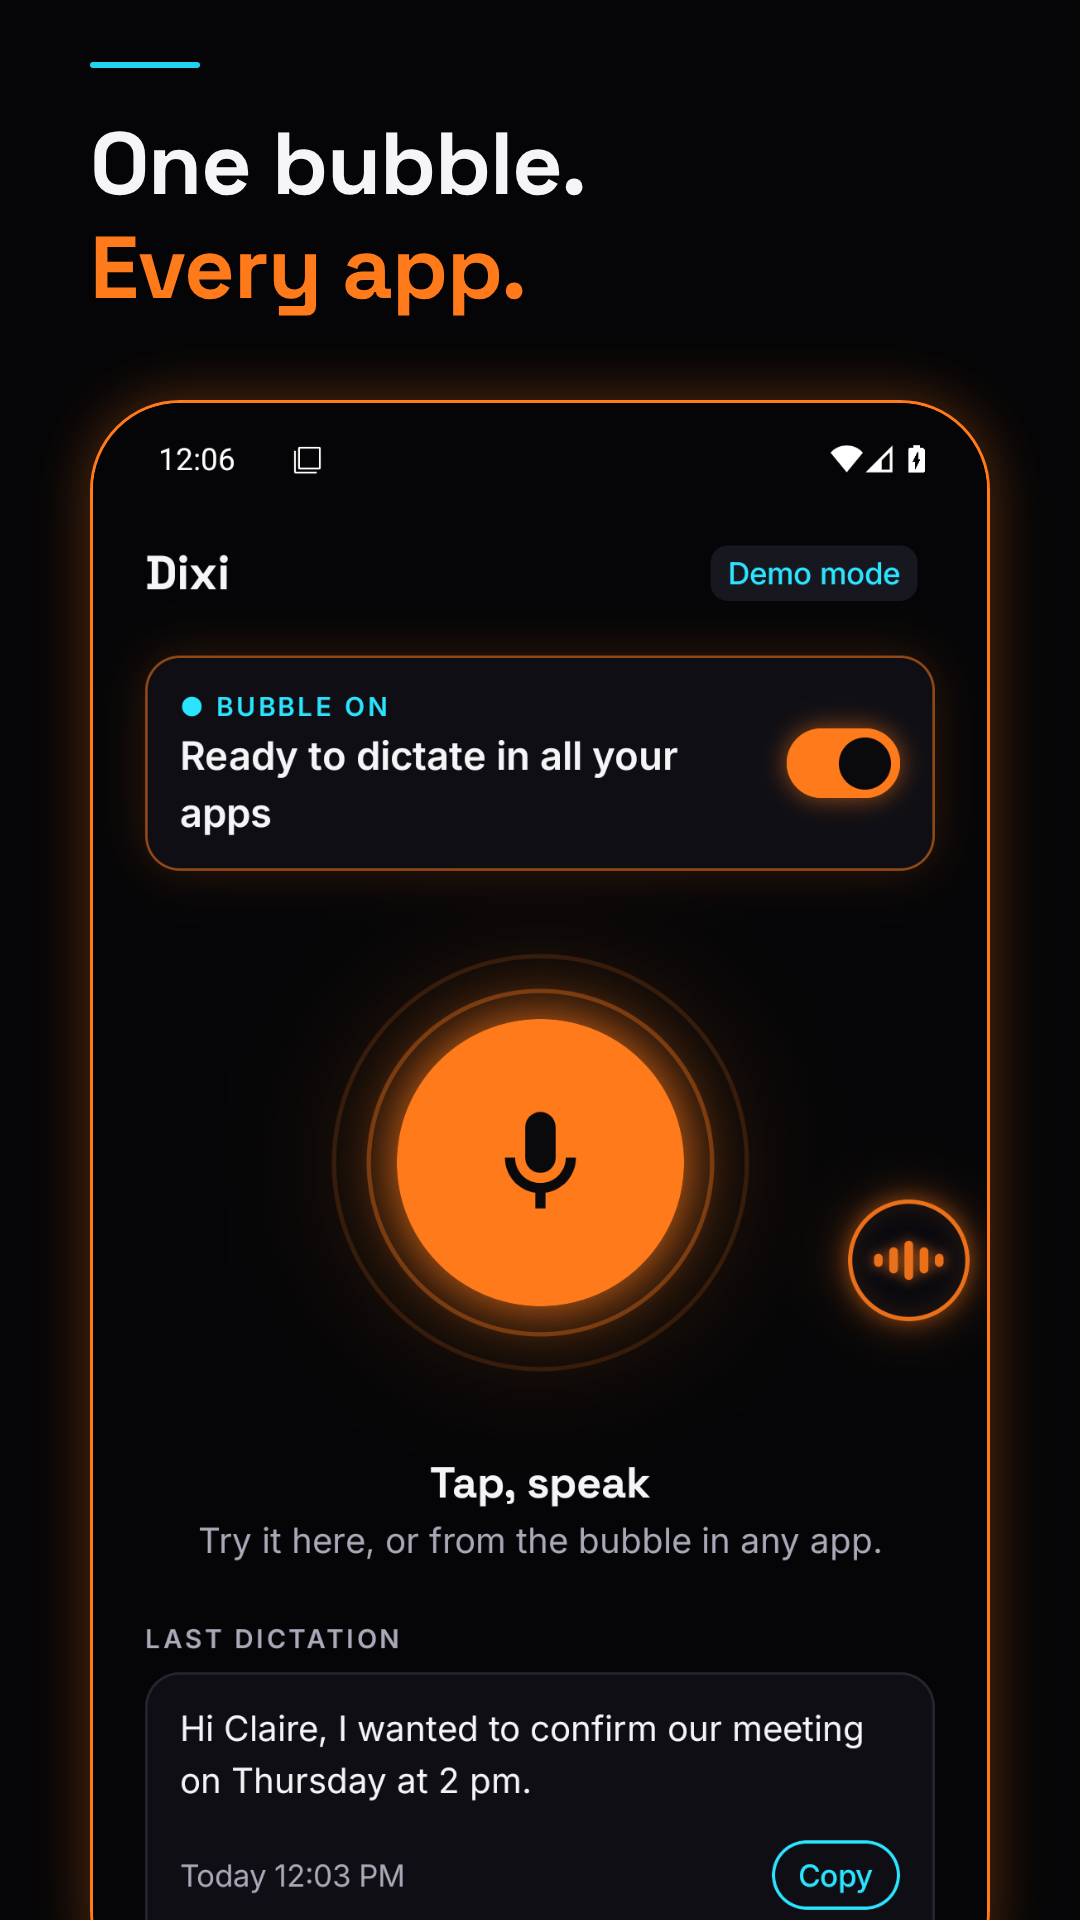 One bubble.
Every app.
12:06
Dixi
Demo mode
BUBBLE ON
Ready to dictate in all your
apps
Tap, speak
Try it here, or from the bubble in any app.
LAST DICTATION
Hi Claire, I wanted to confirm our meeting
on Thursday at 2 pm.
Today 12:03 PM
Copy